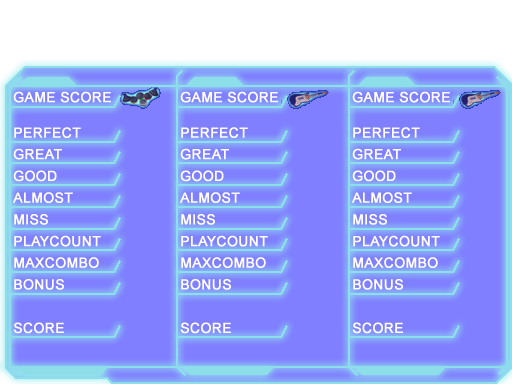 GAME SCORE
PERFECT
GREAT
GOOD
ALMOST
MISS
PLAYCOUNT
MAXCOMBO
BONUS
SCORE
GAME SCORE
PERFECT
GREAT
GOOD
ALMOST
MISS
PLAYCOUNT
MAXCOMBO
BONUS
SCORE
GAME SCORE
PERFECT
GREAT
GOOD
ALMOST
MISS
PLAYCOUNT
MAXCOMBO
BONUS
SCORE